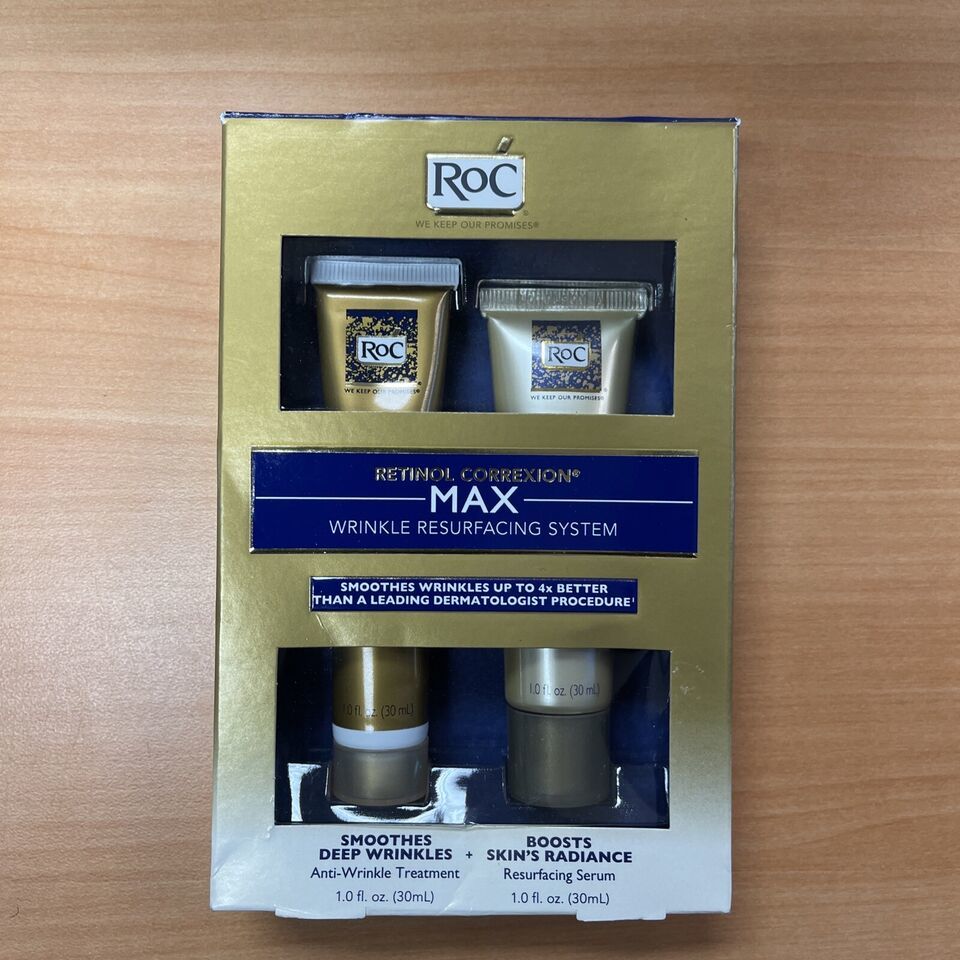 RoC®
WE KEEP OUR PROMISES®
RoC
®
WE KEEP OUR PROMISES
RoC
®
WE KEEP OUR PROMISES®
RETINOL CORREXION®
MAX
WRINKLE RESURFACING SYSTEM
SMOOTHES WRINKLES UP TO 4x BETTER
THAN A LEADING DERMATOLOGIST PROCEDURE¹
1.0 fl. oz. (30 mL)
1.0 fl. oz. (30 mL)
SMOOTHES
DEEP WRINKLES
Anti-Wrinkle Treatment
1.0 fl. oz. (30mL)
+
BOOSTS
SKIN'S RADIANCE
Resurfacing Serum
1.0 fl. oz. (30mL)